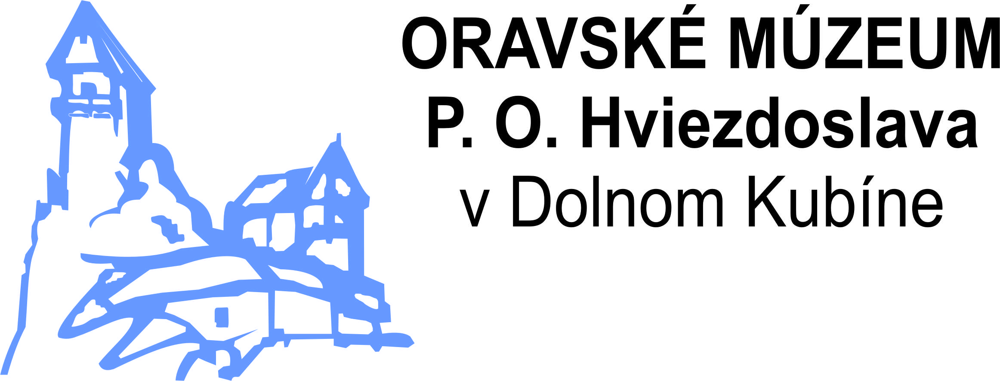 ORAVSKÉ MÚZEUM
P. O. Hviezdoslava
v Dolnom Kubíne